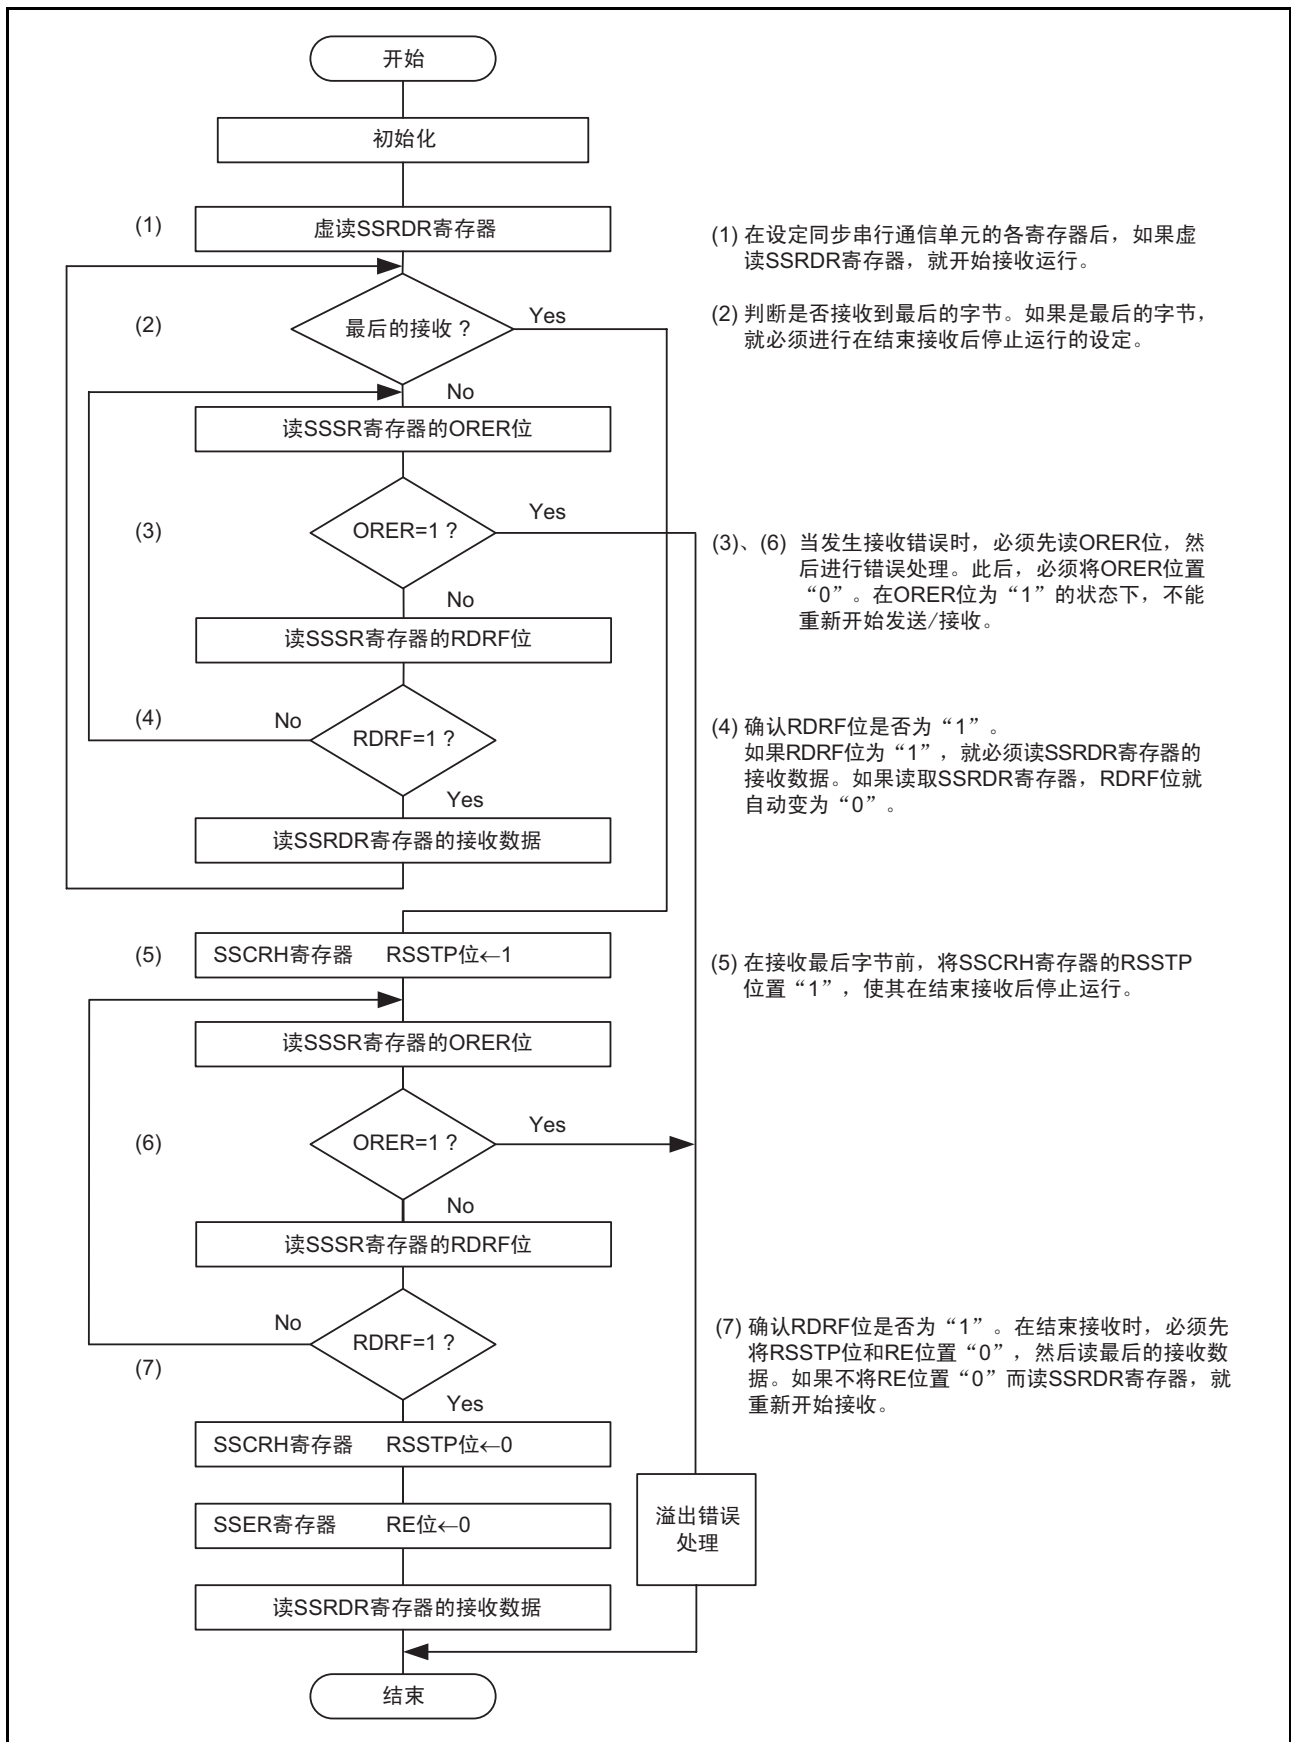 开始
初始化
(1)
虚读SSRDR寄存器
(2)
最后的接收 ?
Yes
No
读SSSR寄存器的ORER位
(3)
ORER=1 ?
Yes
No
读SSSR寄存器的RDRF位
(4)
No
RDRF=1 ?
Yes
读SSRDR寄存器的接收数据
(5)
SSCRH寄存器 RSSTP位←1
读SSSR寄存器的ORER位
(6)
ORER=1 ?
Yes
No
读SSSR寄存器的RDRF位
No
RDRF=1 ?
(7)
Yes
SSCRH寄存器 RSSTP位←0
SSER寄存器 RE位←0
读SSRDR寄存器的接收数据
溢出错误
处理
结束
(1) 在设定同步串行通信单元的各寄存器后，如果虚
读SSRDR寄存器，就开始接收运行。
(2) 判断是否接收到最后的字节。如果是最后的字节，
就必须进行在结束接收后停止运行的设定。
(3)、(6) 当发生接收错误时，必须先读ORER位，然
后进行错误处理。此后，必须将ORER位置
“0”。在ORER位为“1”的状态下，不能
重新开始发送/接收。
(4) 确认RDRF位是否为“1”。
如果RDRF位为“1”，就必须读SSRDR寄存器的
接收数据。如果读取SSRDR寄存器，RDRF位就
自动变为“0”。
(5) 在接收最后字节前，将SSCRH寄存器的RSSTP
位置“1”，使其在结束接收后停止运行。
(7) 确认RDRF位是否为“1”。在结束接收时，必须先
将RSSTP位和RE位置“0”，然后读最后的接收数
据。如果不将RE位置“0”而读SSRDR寄存器，就
重新开始接收。